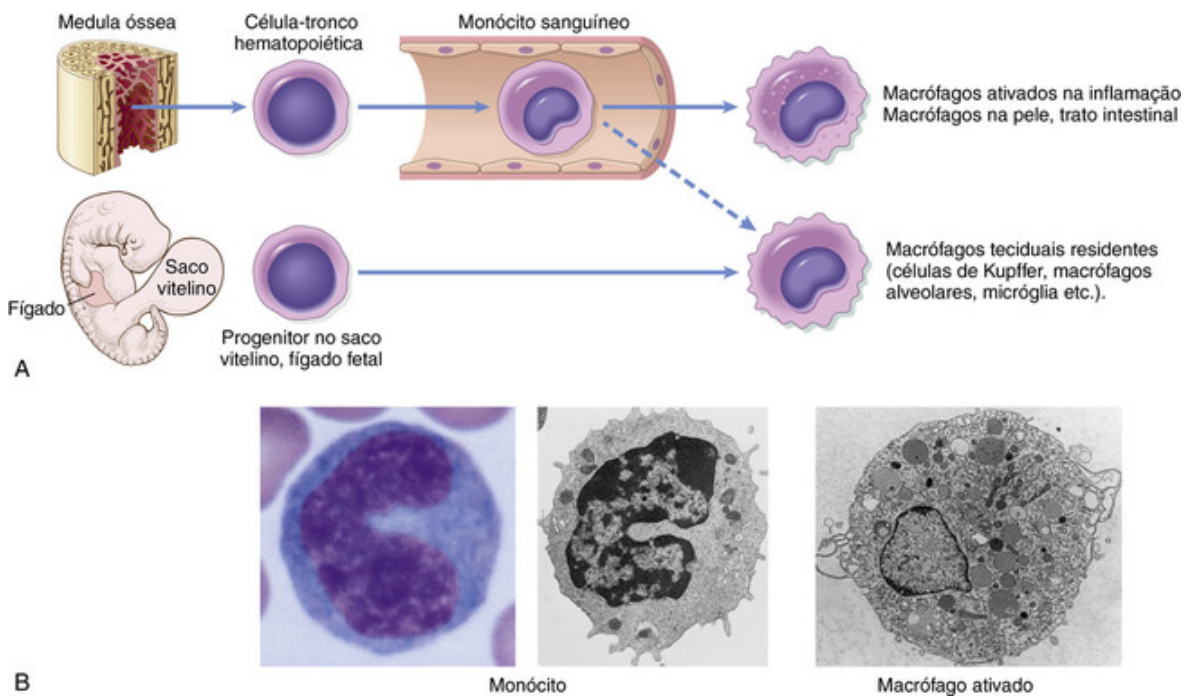 Medula óssea
Célula-tronco
hematopoiética
Monócito sanguíneo
Macrófagos ativados na inflamação
Macrófagos na pele, trato intestinal
Saco
vitelino
Fígado
Progenitor no saco
vitelino, fígado fetal
Macrófagos teciduais residentes
(células de Kupffer, macrófagos
alveolares, micróglia etc.).
A
B
Monócito
Macrófago ativado